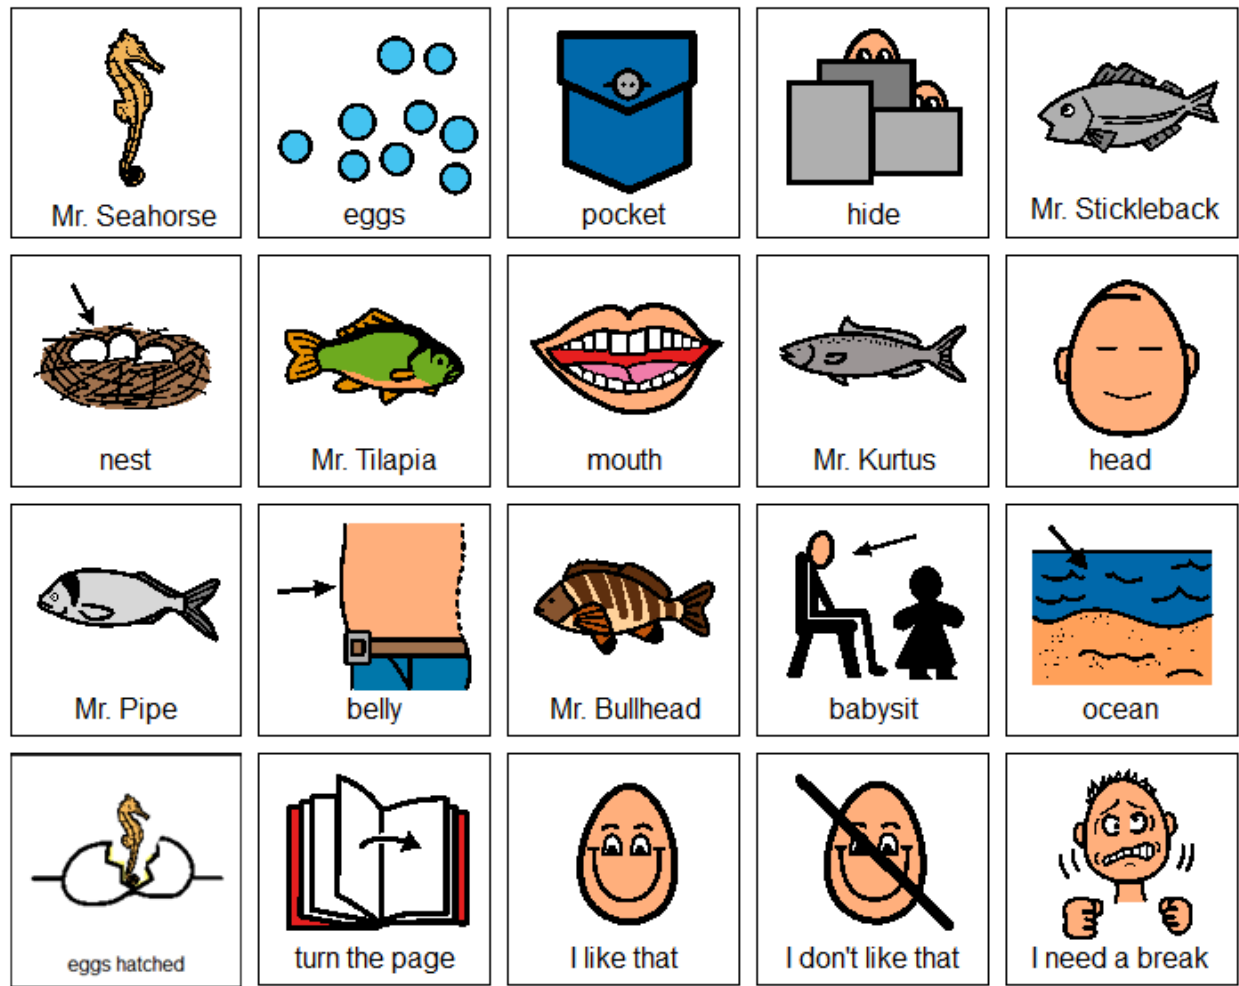 Mr. Seahorse
eggs
pocket
hide
Mr. Stickleback
nest
Mr. Tilapia
mouth
Mr. Kurtus
head
Mr. Pipe
belly
Mr. Bullhead
babysit
ocean
eggs hatched
turn the page
I like that
I don't like that
I need a break